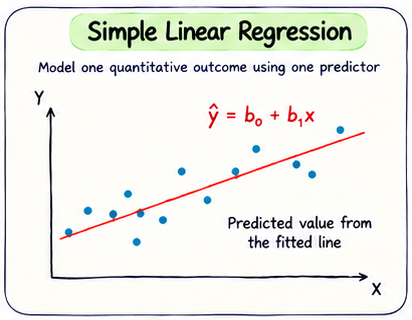 Simple Linear Regression
Model one quantitative outcome using one predictor
Y
ŷ = b₀ + b₁x
Predicted value from
the fitted line
X